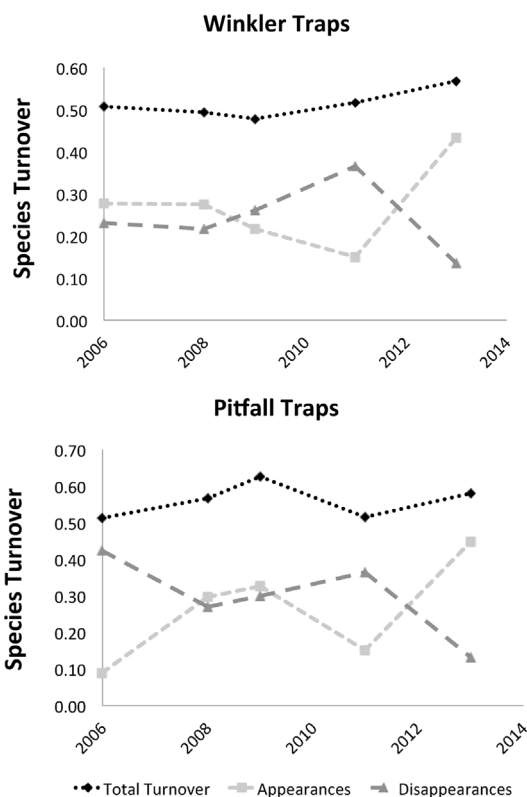 Winkler Traps
Species Turnover
0.60
0.50
0.40
0.30
0.20
0.10
0.00
2006 2008 2010 2012 2014
Pitfall Traps
Species Turnover
0.70
0.60
0.50
0.40
0.30
0.20
0.10
0.00
2006 2008 2010 2012 2014
Total Turnover Appearances Disappearances